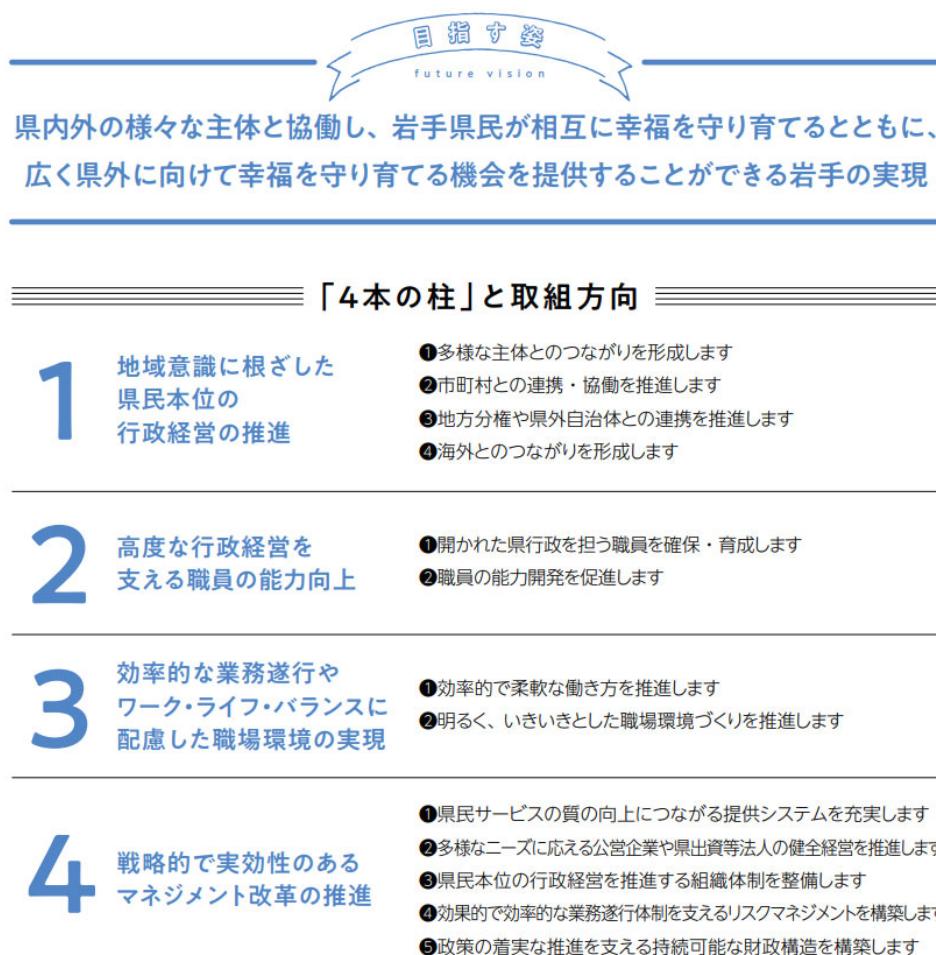 目指す姿
future vision
県内外の様々な主体と協働し、岩手県民が相互に幸福を守り育てるとともに、
広く県外に向けて幸福を守り育てる機会を提供することができる岩手の実現
「4本の柱」と取組方向
1
地域意識に根ざした
県民本位の
行政経営の推進
❶多様な主体とのつながりを形成します
❷市町村との連携・協働を推進します
❸地方分権や県外自治体との連携を推進します
❹海外とのつながりを形成します
2
高度な行政経営を
支える職員の能力向上
❶開かれた県行政を担う職員を確保・育成します
❷職員の能力開発を促進します
3
効率的な業務遂行や
ワーク・ライフ・バランスに
配慮した職場環境の実現
❶効率的で柔軟な働き方を推進します
❷明るく、いきいきとした職場環境づくりを推進します
4
戦略的で実効性のある
マネジメント改革の推進
❶県民サービスの質の向上につながる提供システムを充実します
❷多様なニーズに応える公営企業や県出資等法人の健全経営を推進します
❸県民本位の行政経営を推進する組織体制を整備します
❹効果的で効率的な業務遂行体制を支えるリスクマネジメントを構築します
❺政策の着実な推進を支える持続可能な財政構造を構築します